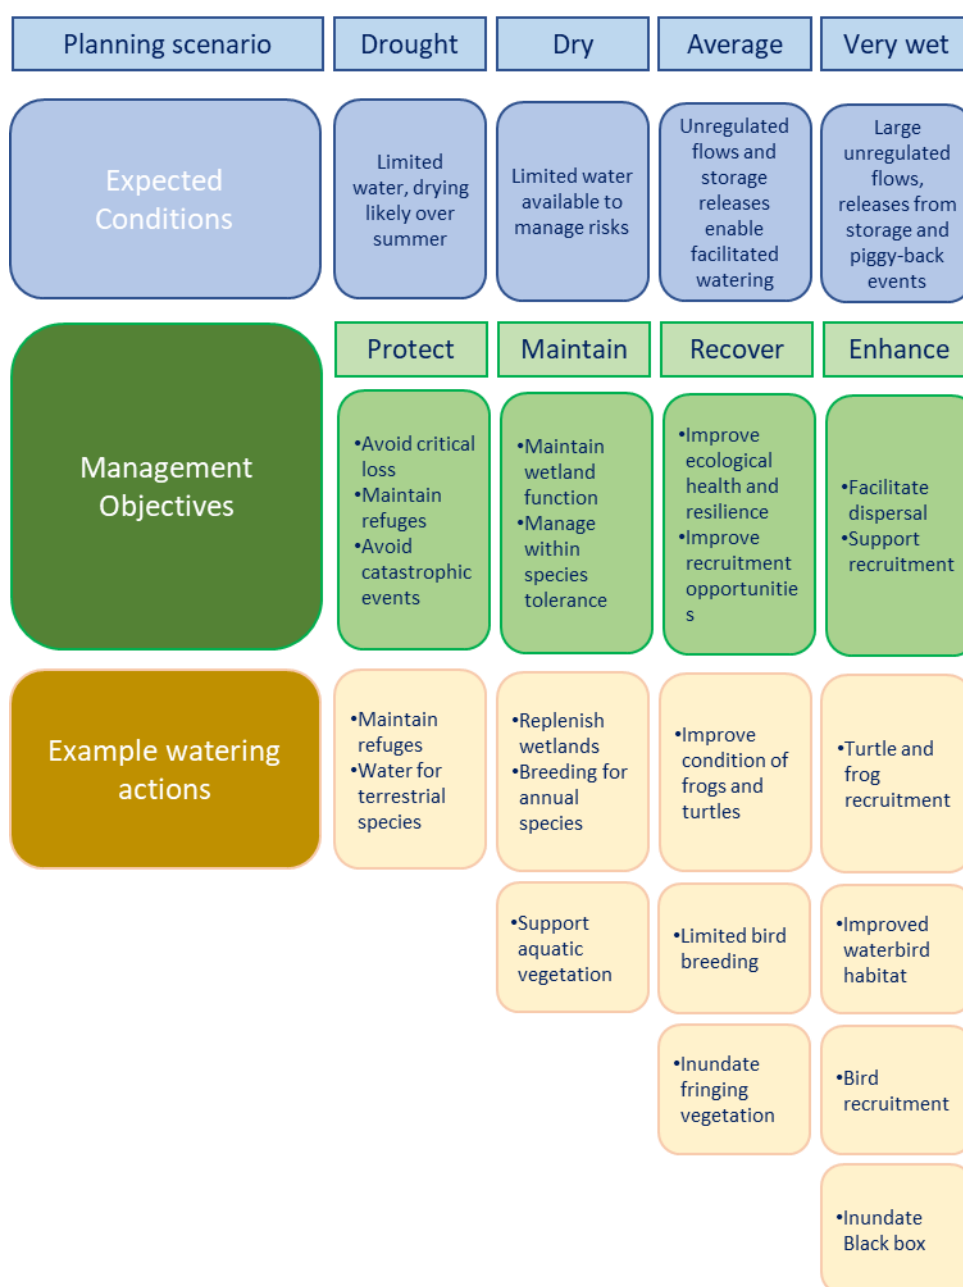 Planning scenario
Drought
Dry
Average
Very wet
Expected
Conditions
Limited
water, drying
likely over
summer
Limited water
available to
manage risks
Unregulated
flows and
storage
releases
enable
facilitated
watering
Large
unregulated
flows,
releases from
storage and
piggy-back
events
Management
Objectives
Protect
Maintain
Recover
Enhance
•Avoid critical
loss
•Maintain
refuges
•Avoid
catastrophic
events
•Maintain
wetland
function
•Manage
within
species
tolerance
•Improve
ecological
health and
resilience
•Improve
recruitment
opportunitie
s
•Facilitate
dispersal
•Support
recruitment
Example watering
actions
•Maintain
refuges
•Water for
terrestrial
species
•Replenish
wetlands
•Breeding for
annual
species
•Improve
condition of
frogs and
turtles
•Turtle and
frog
recruitment
•Support
aquatic
vegetation
•Limited bird
breeding
•Improved
waterbird
habitat
•Inundate
fringing
vegetation
•Bird
recruitment
•Inundate
Black box